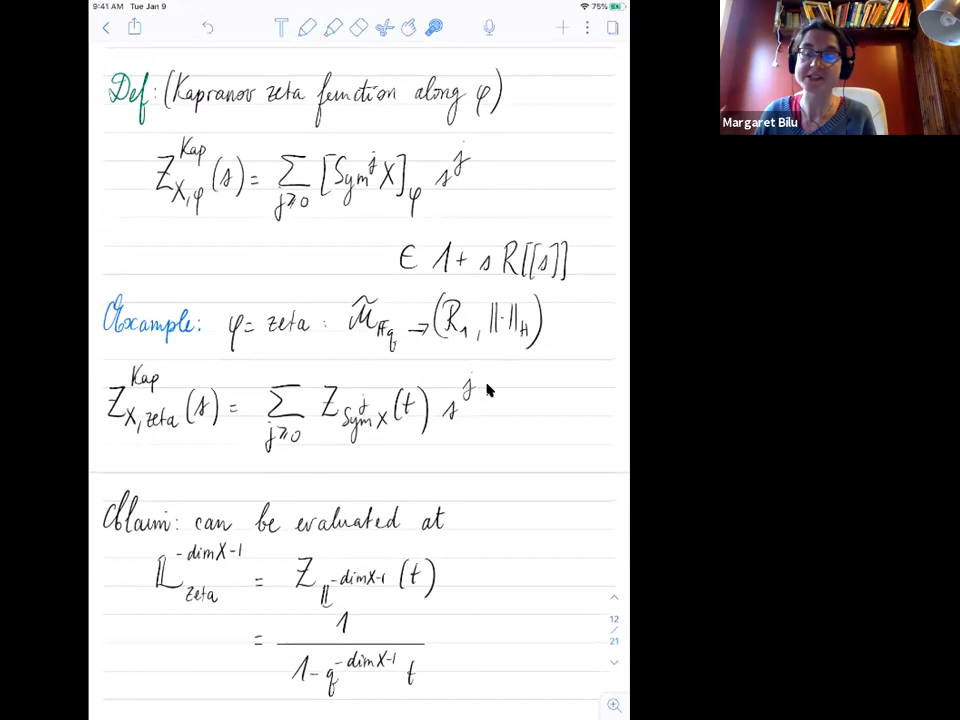 9:41 AM Tue Jan 9
75%
Def: (Kapranov zeta function along φ)
Z^{Kap}_{X,φ}(s) = Σ_{j≥0} [Sym^j X]_φ s^j
∈ 1 + s R[[s]]
Example: φ = zeta : M̃_{𝔽_q} → (R_1, ‖·‖_H)
Z^{Kap}_{X,zeta}(s) = Σ_{j≥0} Z_{Sym^j X}(t) s^j
Claim: can be evaluated at
𝕃^{-dim X-1}_{zeta} = Z_{𝕃^{-dim X-1}}(t)
= 1 / (1 - q^{-dim X-1} t)
12
/
21
Margaret Bilu